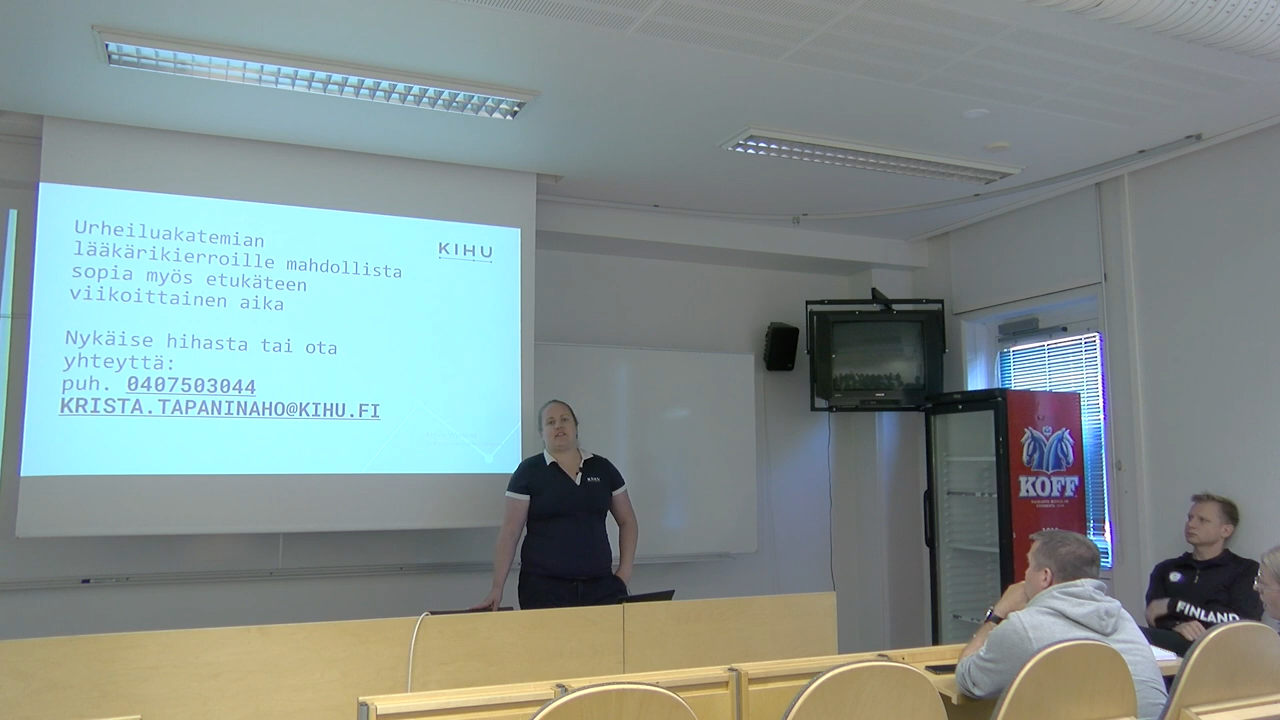 Urheiluakatemian
lääkärikierroille mahdollista
sopia myös etukäteen
viikoittainen aika
KIHU
Nykäise hihasta tai ota
yhteyttä:
puh. 0407503044
KRISTA.TAPANINAHO@KIHU.FI
KIHU
KOFF
FINLAND